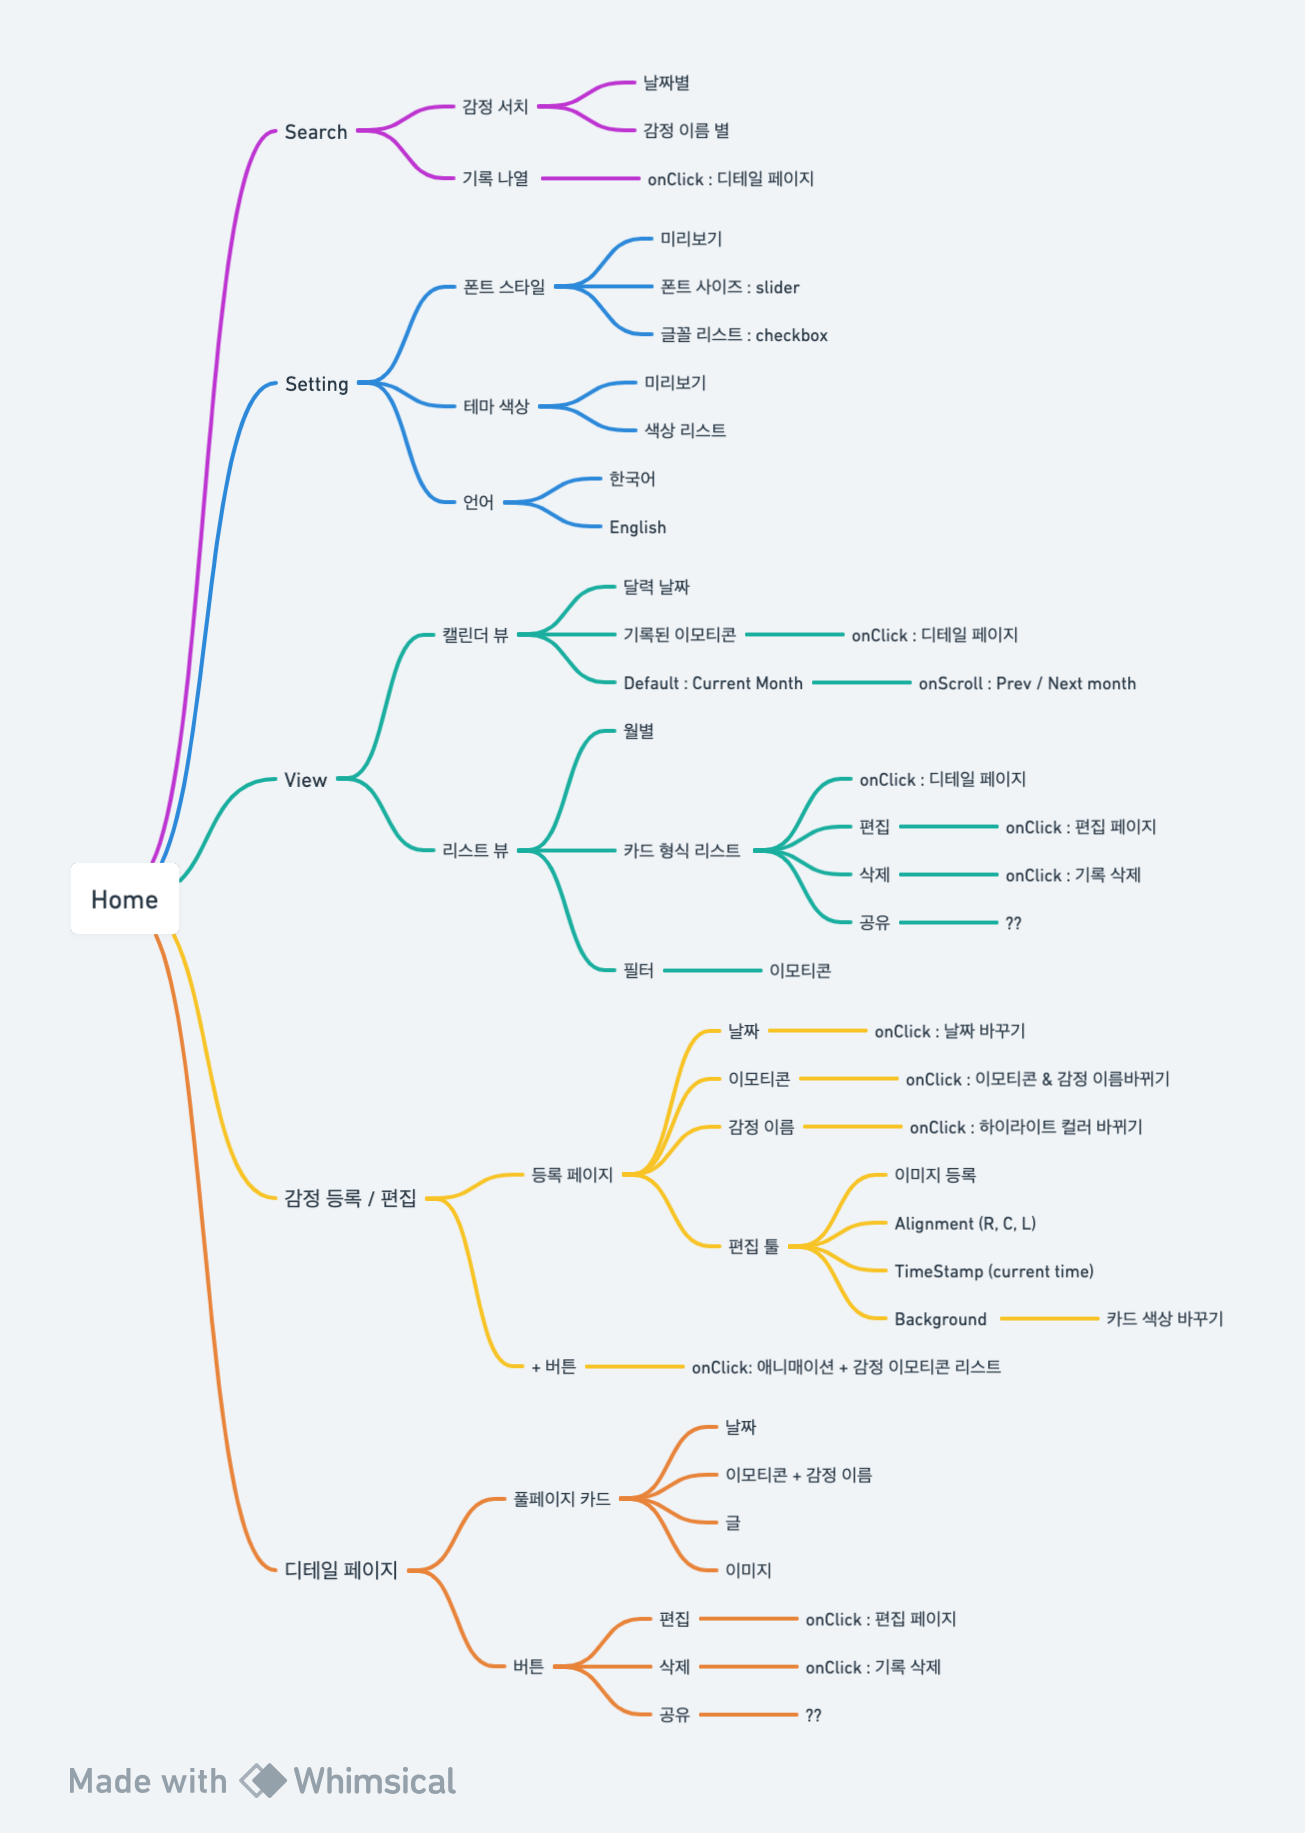 Search
감정 서치
날짜별
감정 이름 별
기록 나열
onClick : 디테일 페이지
Setting
폰트 스타일
미리보기
폰트 사이즈 : slider
글꼴 리스트 : checkbox
테마 색상
미리보기
색상 리스트
언어
한국어
English
View
캘린더 뷰
달력 날짜
기록된 이모티콘
onClick : 디테일 페이지
Default : Current Month
onScroll : Prev / Next month
리스트 뷰
월별
카드 형식 리스트
onClick : 디테일 페이지
편집
onClick : 편집 페이지
삭제
onClick : 기록 삭제
공유
??
필터
이모티콘
Home
감정 등록 / 편집
등록 페이지
날짜
onClick : 날짜 바꾸기
이모티콘
onClick : 이모티콘 & 감정 이름바뀌기
감정 이름
onClick : 하이라이트 컬러 바뀌기
편집 툴
이미지 등록
Alignment (R, C, L)
TimeStamp (current time)
Background
카드 색상 바꾸기
+ 버튼
onClick: 애니매이션 + 감정 이모티콘 리스트
디테일 페이지
풀페이지 카드
날짜
이모티콘 + 감정 이름
글
이미지
버튼
편집
onClick : 편집 페이지
삭제
onClick : 기록 삭제
공유
??
Made with Whimsical